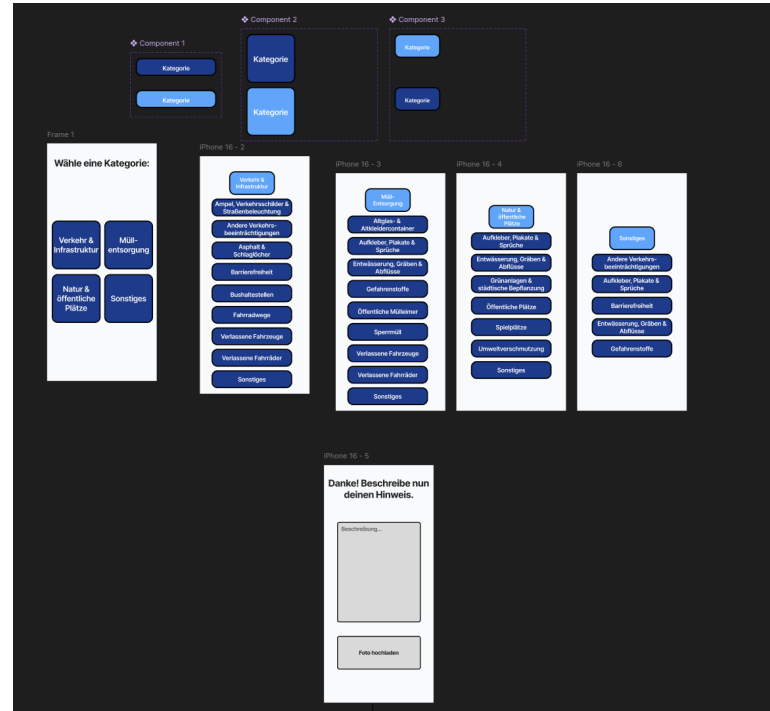 Component 1
Kategorie
Kategorie
Component 2
Kategorie
Kategorie
Component 3
Kategorie
Kategorie
Frame 1
Wähle eine Kategorie:
Verkehr &
Infrastruktur
Müll-
entsorgung
Natur &
öffentliche
Plätze
Sonstiges
iPhone 16 - 2
Verkehr &
Infrastruktur
Ampel, Verkehrsschilder &
Straßenbeleuchtung
Andere Verkehrs-
beeinträchtigungen
Asphalt &
Schlaglöcher
Barrierefreiheit
Bushaltestellen
Fahrradwege
Verlassene Fahrzeuge
Verlassene Fahrräder
Sonstiges
iPhone 16 - 3
Müll-
Entsorgung
Altglas- &
Altkleidercontainer
Aufkleber, Plakate &
Sprüche
Entwässerung, Gräben &
Abflüsse
Gefahrenstoffe
Öffentliche Mülleimer
Sperrmüll
Verlassene Fahrzeuge
Verlassene Fahrräder
Sonstiges
iPhone 16 - 4
Natur &
öffentliche
Plätze
Aufkleber, Plakate &
Sprüche
Entwässerung, Gräben &
Abflüsse
Grünanlagen &
städtische Bepflanzung
Öffentliche Plätze
Spielplätze
Umweltverschmutzung
Sonstiges
iPhone 16 - 6
Sonstiges
Andere Verkehrs-
beeinträchtigungen
Aufkleber, Plakate &
Sprüche
Barrierefreiheit
Entwässerung, Gräben &
Abflüsse
Gefahrenstoffe
iPhone 16 - 5
Danke! Beschreibe nun
deinen Hinweis.
Beschreibung...
Foto hochladen